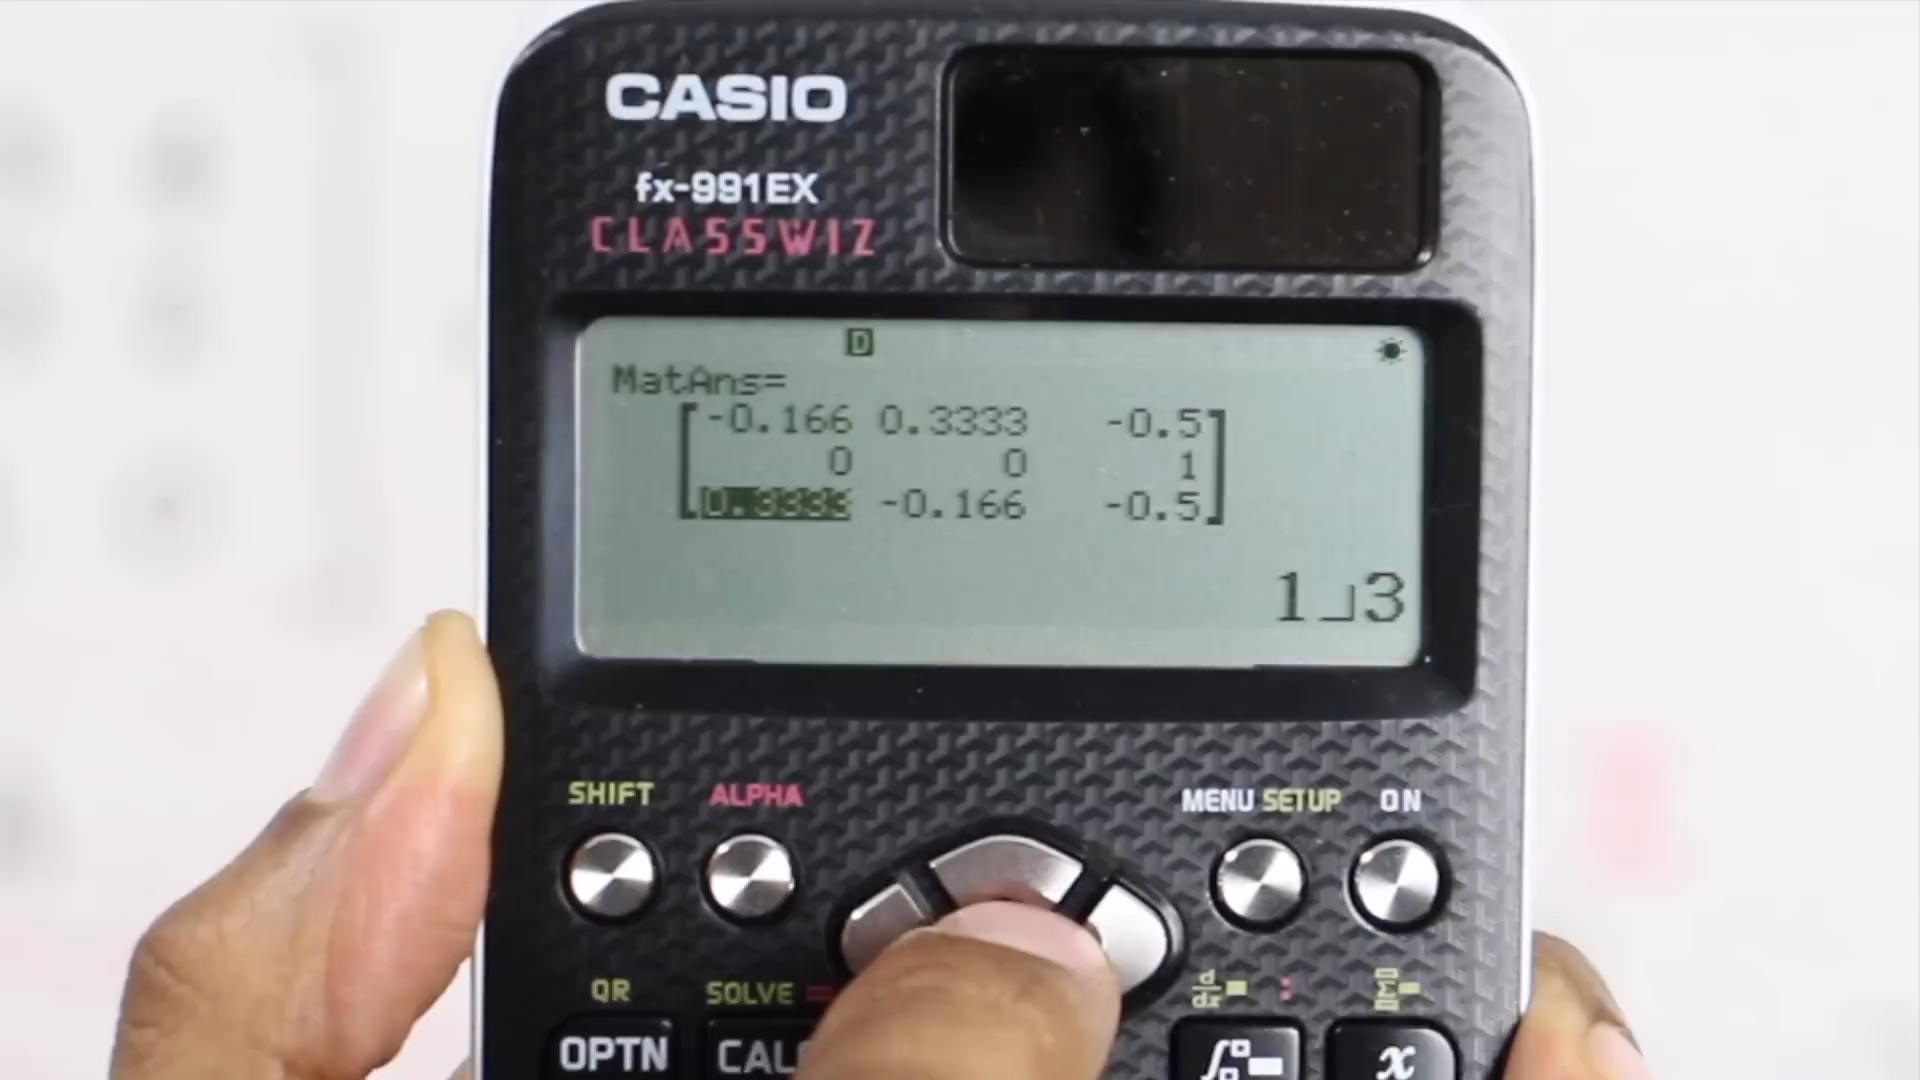 CASIO
fx-991EX
CLASSWIZ
D
MatAns=
-0.166 0.3333 -0.5
0 0 1
0.3333 -0.166 -0.5
1⌟3
SHIFT ALPHA MENU SETUP ON
QR SOLVE = d/dx :
OPTN x